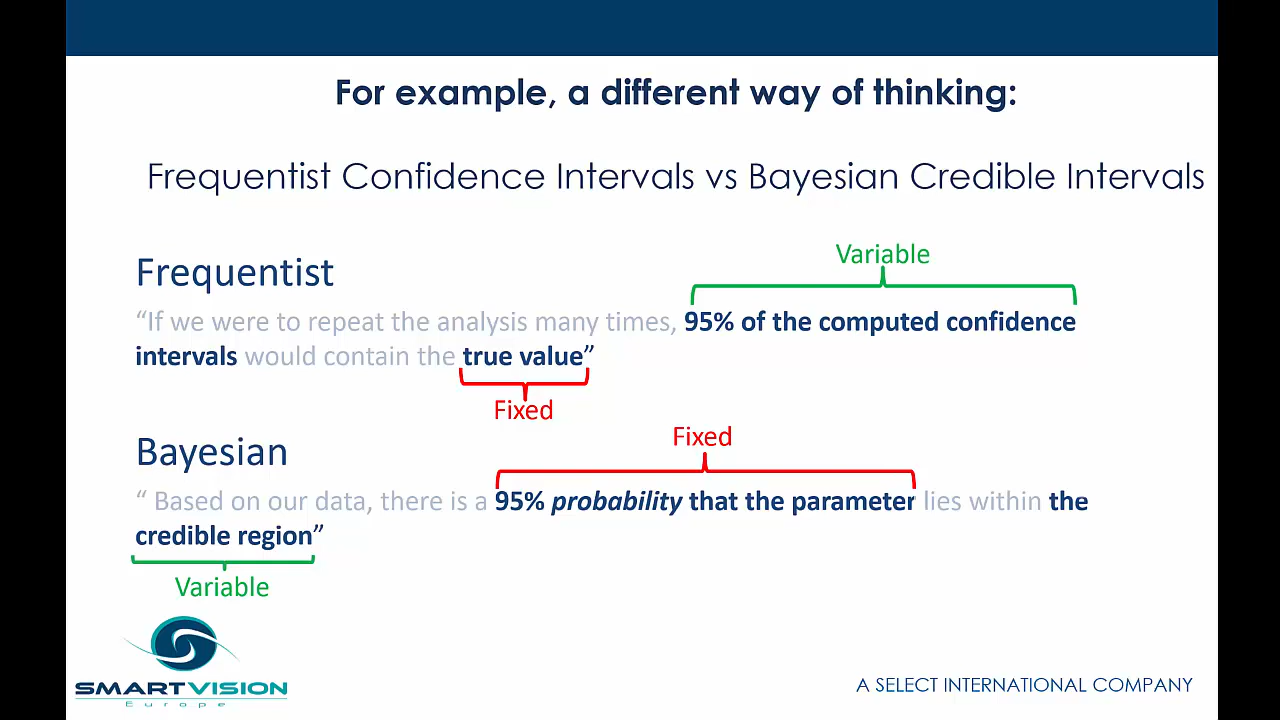 For example, a different way of thinking:
Frequentist Confidence Intervals vs Bayesian Credible Intervals
Variable
Frequentist
“If we were to repeat the analysis many times, 95% of the computed confidence
intervals would contain the true value”
Fixed
Fixed
Bayesian
“ Based on our data, there is a 95% probability that the parameter lies within the
credible region”
Variable
SMARTVISION
Europe
A SELECT INTERNATIONAL COMPANY